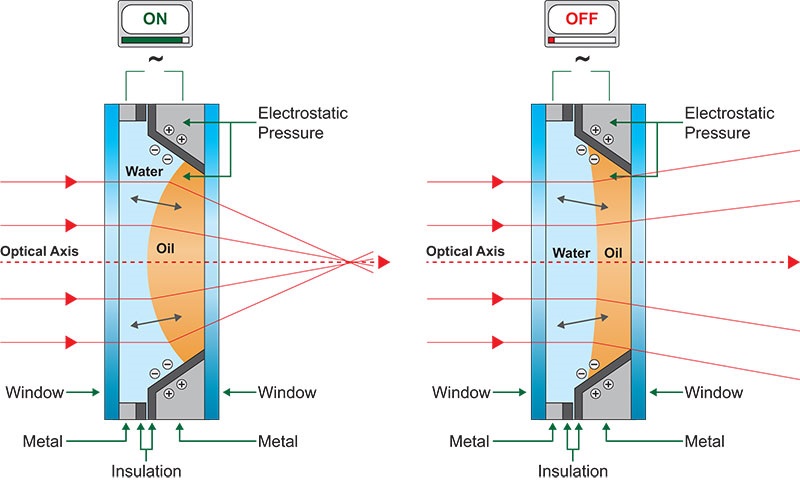 ON
OFF
~
~
Electrostatic
Pressure
Electrostatic
Pressure
Water
Optical Axis
Oil
Optical Axis
Water
Oil
Window
Window
Window
Window
Metal
Metal
Metal
Metal
Insulation
Insulation